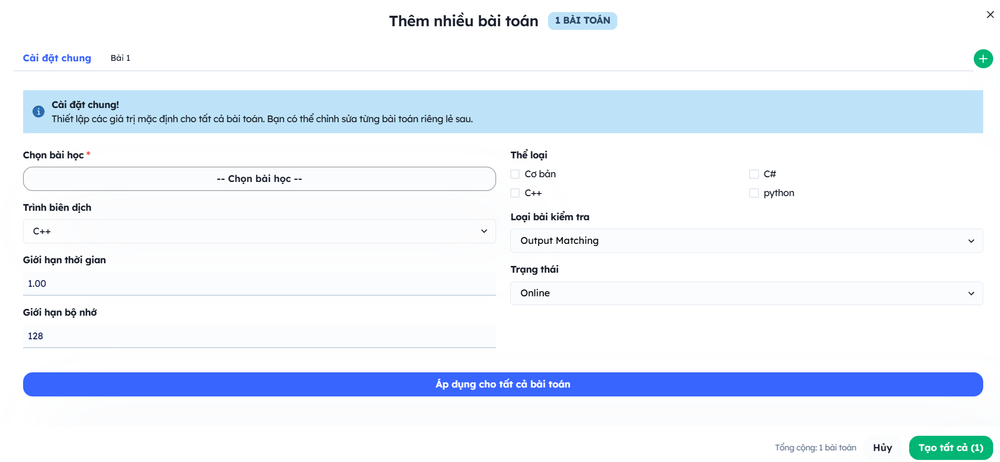 Thêm nhiều bài toán
1 BÀI TOÁN
Cài đặt chung
Bài 1
Cài đặt chung!
Thiết lập các giá trị mặc định cho tất cả bài toán. Bạn có thể chỉnh sửa từng bài toán riêng lẻ sau.
Chọn bài học *
-- Chọn bài học --
Trình biên dịch
C++
Giới hạn thời gian
1.00
Giới hạn bộ nhớ
128
Thể loại
Cơ bản
C#
C++
python
Loại bài kiểm tra
Output Matching
Trạng thái
Online
Áp dụng cho tất cả bài toán
Tổng cộng: 1 bài toán
Hủy
Tạo tất cả (1)